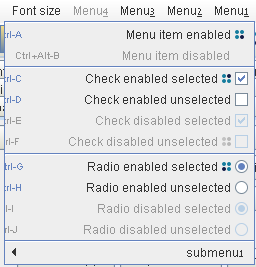 Font size Menu4 Menu3 Menu2 Menu1
trl-A Menu item enabled
Ctrl+Alt-B Menu item disabled
trl-C Check enabled selected
trl-D Check enabled unselected
trl-E Check disabled selected
trl-F Check disabled unselected
trl-G Radio enabled selected
trl-H Radio enabled unselected
rl-I Radio disabled selected
trl-J Radio disabled unselected
submenu1